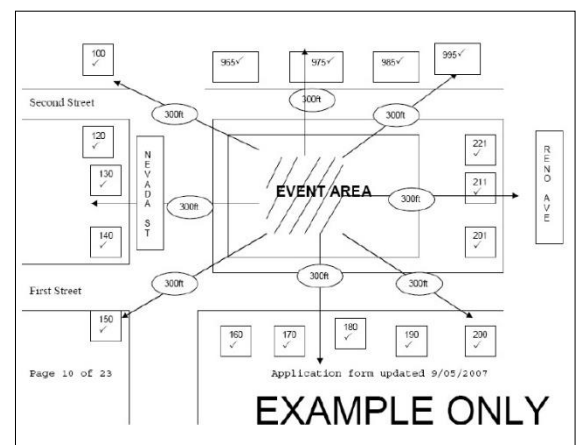 100 ✓
965✓
975✓
985✓
995✓
Second Street
300ft
300ft
300ft
120 ✓
130 ✓
140 ✓
NEVADA ST
300ft
EVENT AREA
300ft
221 ✓
211 ✓
201 ✓
RENO AVE
First Street
300ft
300ft
300ft
150 ✓
160 ✓
170 ✓
180 ✓
190 ✓
200 ✓
Page 10 of 23
Application form updated 9/05/2007
EXAMPLE ONLY